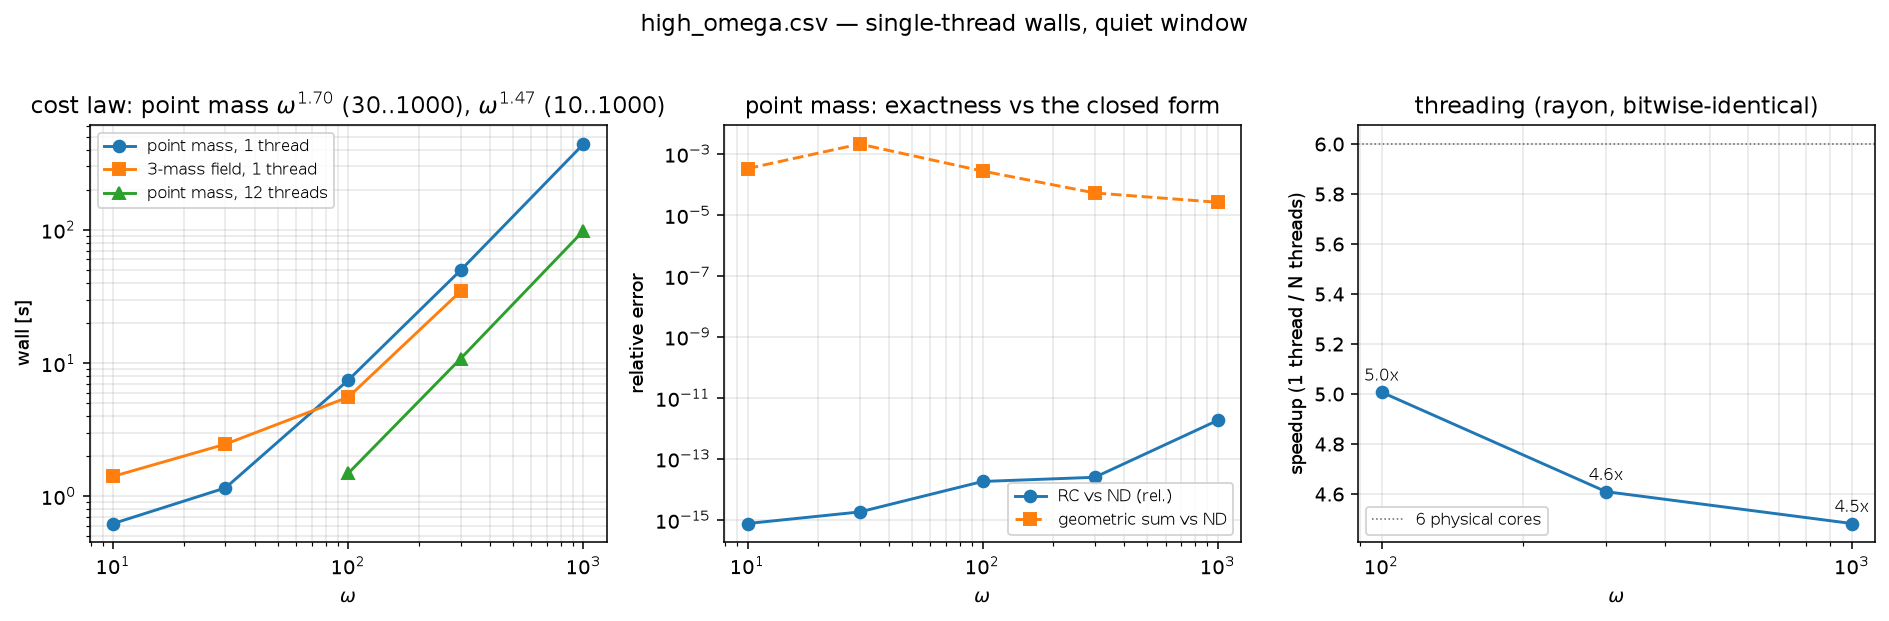 high_omega.csv — single-thread walls, quiet window
cost law: point mass ω^1.70 (30..1000), ω^1.47 (10..1000)
point mass, 1 thread
3-mass field, 1 thread
point mass, 12 threads
wall [s]
10^2
10^1
10^0
10^1
10^2
10^3
ω
point mass: exactness vs the closed form
relative error
10^−3
10^−5
10^−7
10^−9
10^−11
10^−13
10^−15
RC vs ND (rel.)
geometric sum vs ND
10^1
10^2
10^3
ω
threading (rayon, bitwise-identical)
speedup (1 thread / N threads)
6.0
5.8
5.6
5.4
5.2
5.0
4.8
4.6
5.0x
4.6x
4.5x
6 physical cores
10^2
10^3
ω